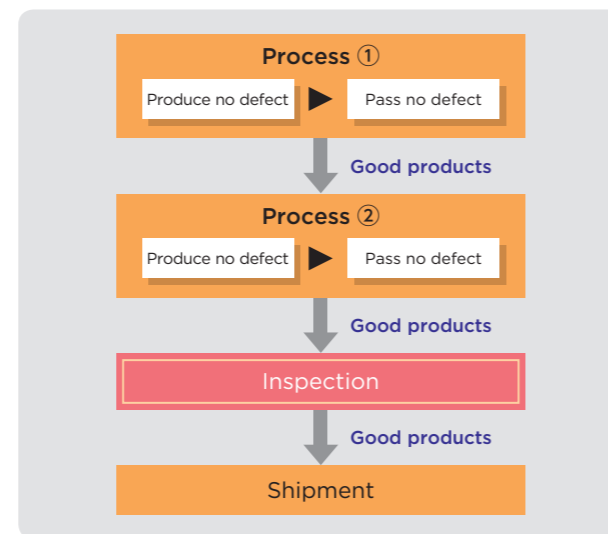 Process ①
Produce no defect ▶ Pass no defect
Good products
Process ②
Produce no defect ▶ Pass no defect
Good products
Inspection
Good products
Shipment